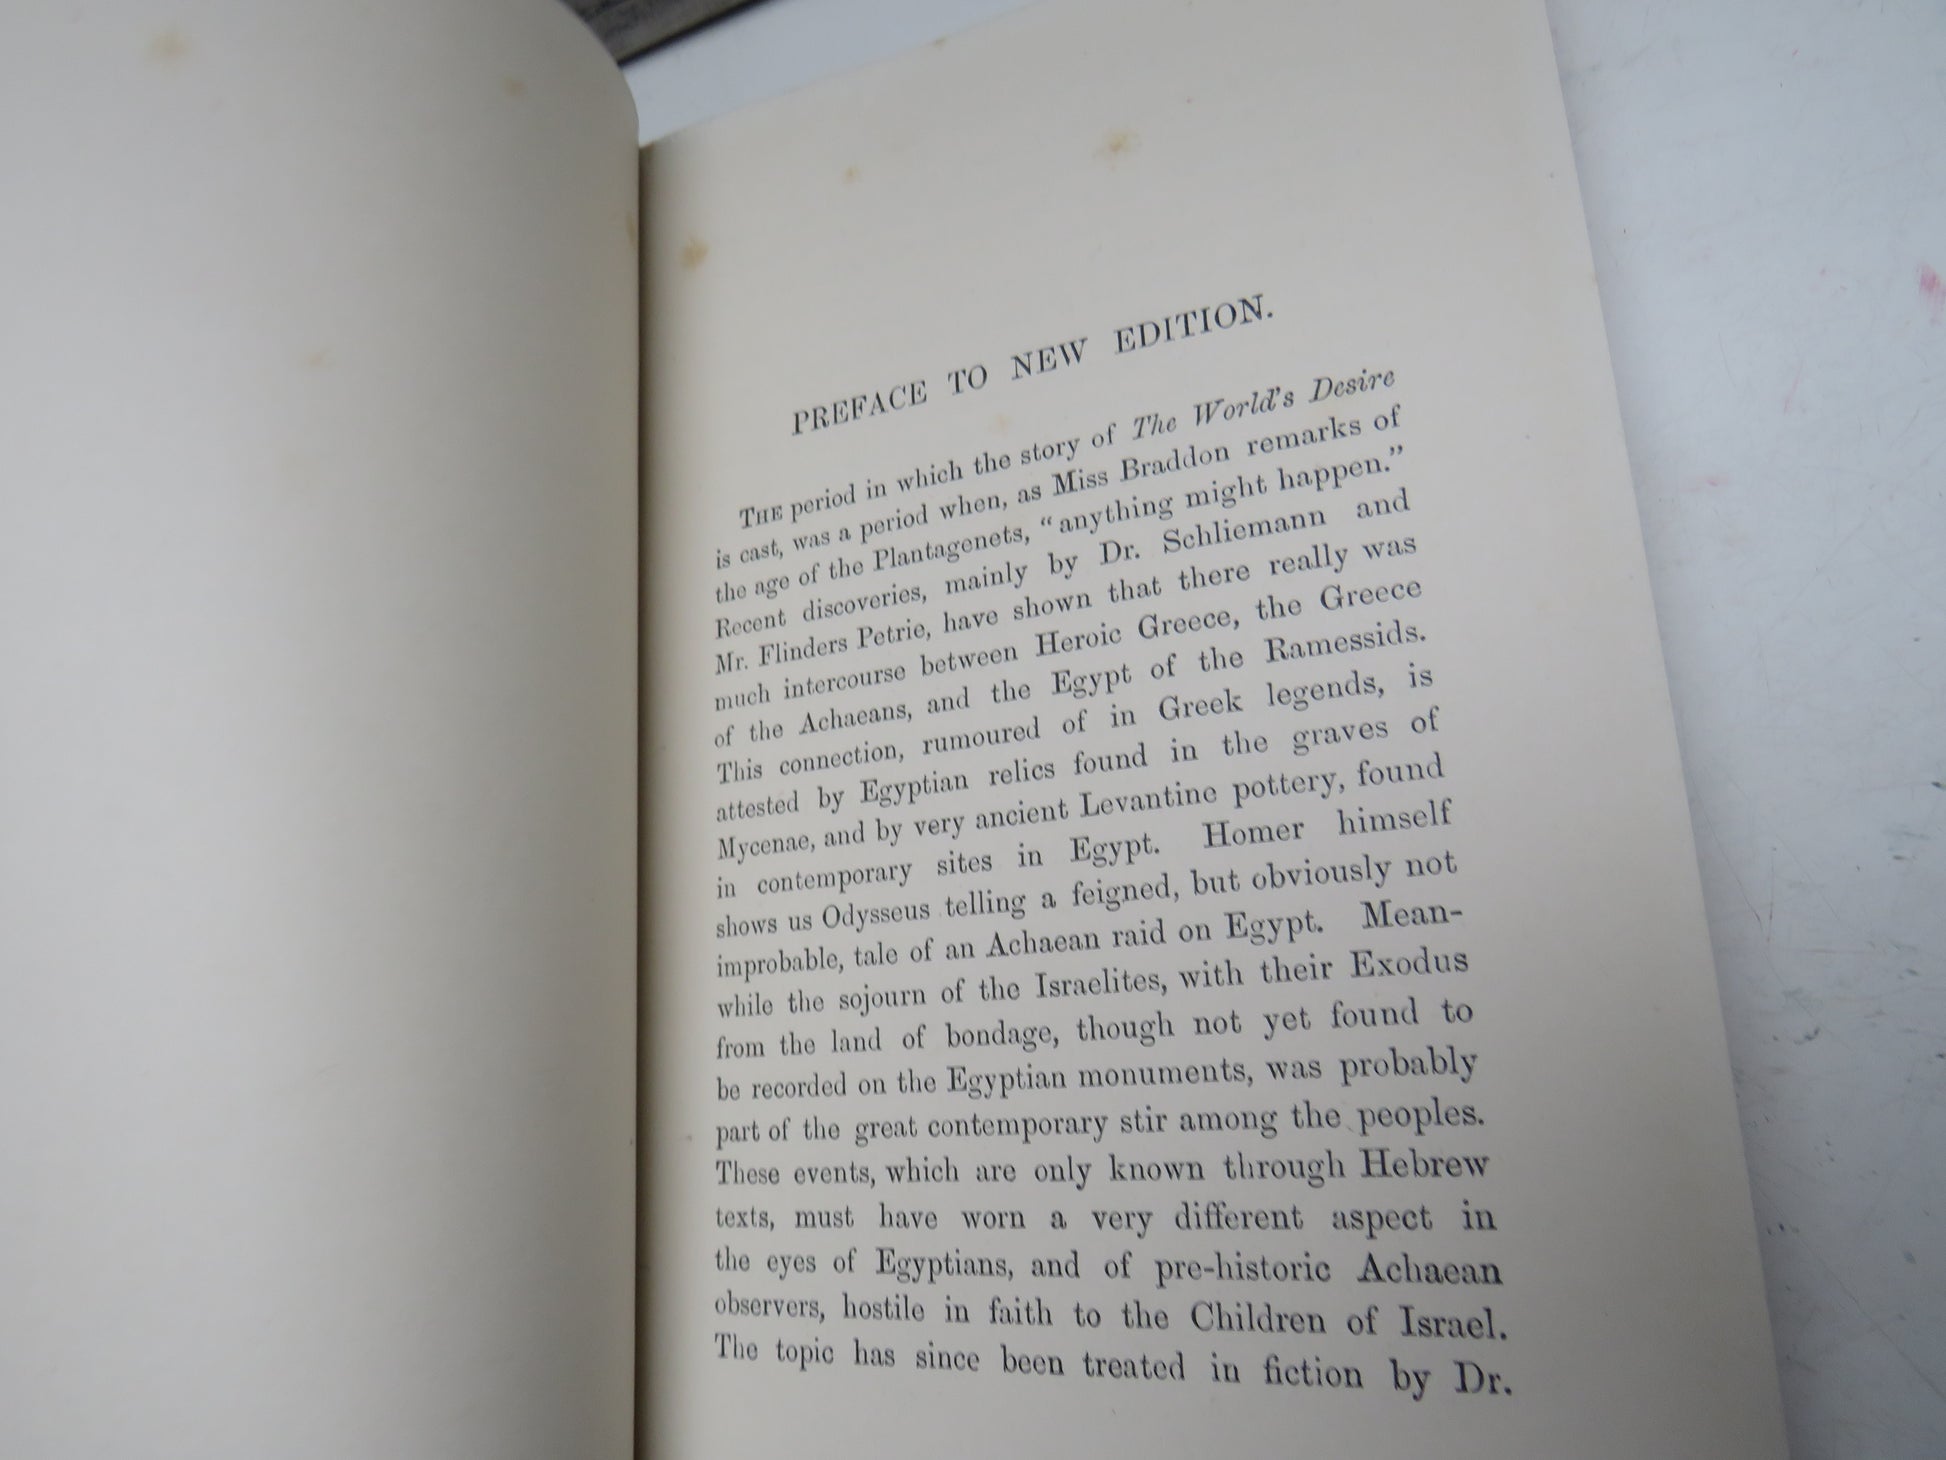 PREFACE TO NEW EDITION.
THE period in which the story of The World's Desire
is cast, was a period when, as Miss Braddon remarks of
the age of the Plantagenets, “anything might happen.”
Recent discoveries, mainly by Dr. Schliemann and
Mr. Flinders Petrie, have shown that there really was
much intercourse between Heroic Greece, the Greece
of the Achaeans, and the Egypt of the Ramessids.
This connection, rumoured of in Greek legends, is
attested by Egyptian relics found in the graves of
Mycenae, and by very ancient Levantine pottery, found
in contemporary sites in Egypt. Homer himself
shows us Odysseus telling a feigned, but obviously not
improbable, tale of an Achaean raid on Egypt. Mean-
while the sojourn of the Israelites, with their Exodus
from the land of bondage, though not yet found to
be recorded on the Egyptian monuments, was probably
part of the great contemporary stir among the peoples.
These events, which are only known through Hebrew
texts, must have worn a very different aspect in
the eyes of Egyptians, and of pre-historic Achaean
observers, hostile in faith to the Children of Israel.
The topic has since been treated in fiction by Dr.